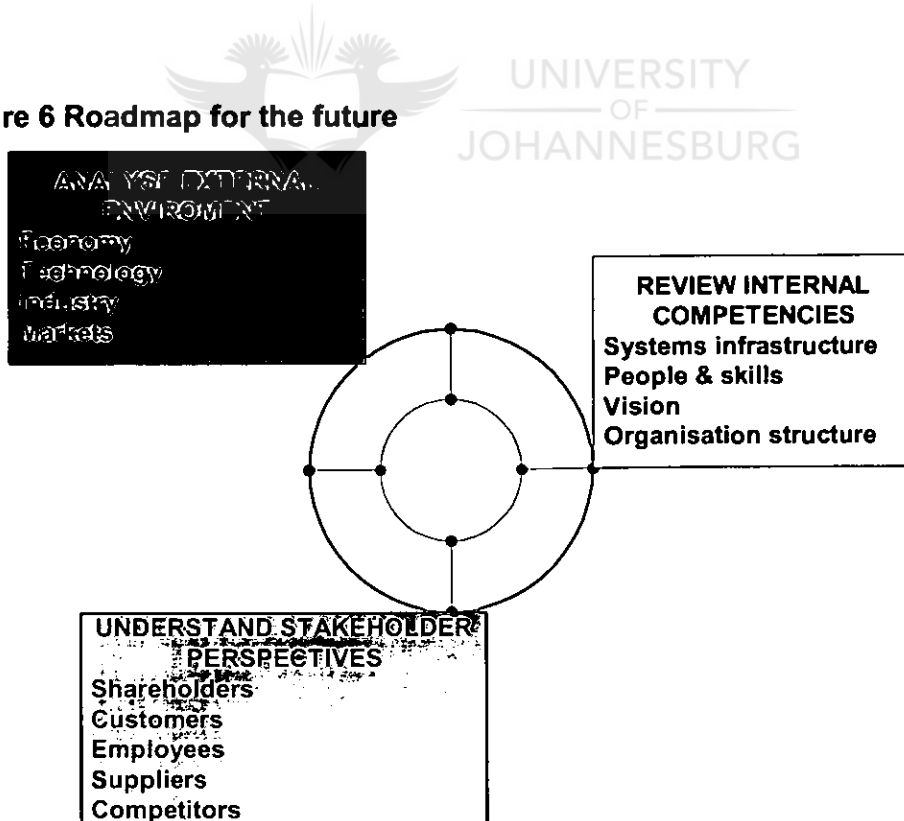 UNIVERSITY
OF
JOHANNESBURG
re 6 Roadmap for the future
ANALYSE EXTERNAL
ENVIROMENT
Economy
Technology
Industry
Markets
REVIEW INTERNAL
COMPETENCIES
Systems infrastructure
People & skills
Vision
Organisation structure
UNDERSTAND STAKEHOLDER
PERSPECTIVES
Shareholders
Customers
Employees
Suppliers
Competitors